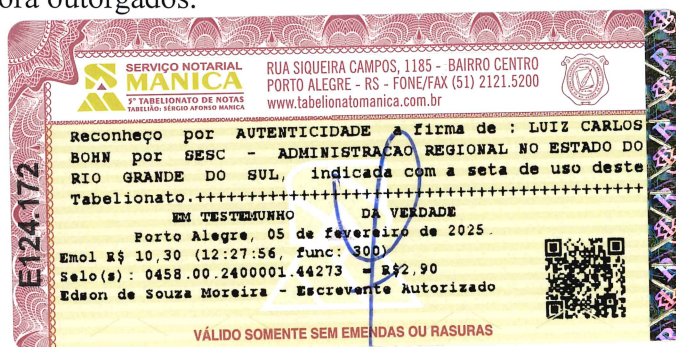 ora outorgados.
SERVIÇO NOTARIAL
MANICA
5º TABELIONATO DE NOTAS
TABELIÃO: SÉRGIO AFONSO MANICA
RUA SIQUEIRA CAMPOS, 1185 - BAIRRO CENTRO
PORTO ALEGRE - RS - FONE/FAX (51) 2121.5200
www.tabelionatomanica.com.br
E124.172
Reconheço por AUTENTICIDADE a firma de : LUIZ CARLOS
BOHN por SESC - ADMINISTRACAO REGIONAL NO ESTADO DO
RIO GRANDE DO SUL, indicada com a seta de uso deste
Tabelionato.++++++++++++++++++++++++++++++++++++++++
EM TESTEMUNHO DA VERDADE
Porto Alegre, 05 de fevereiro de 2025.
Emol R$ 10,30 (12:27:56, func: 300)
Selo(s): 0458.00.2400001.44273 = R$2,90
Edson de Souza Moreira - Escrevente Autorizado
VÁLIDO SOMENTE SEM EMENDAS OU RASURAS